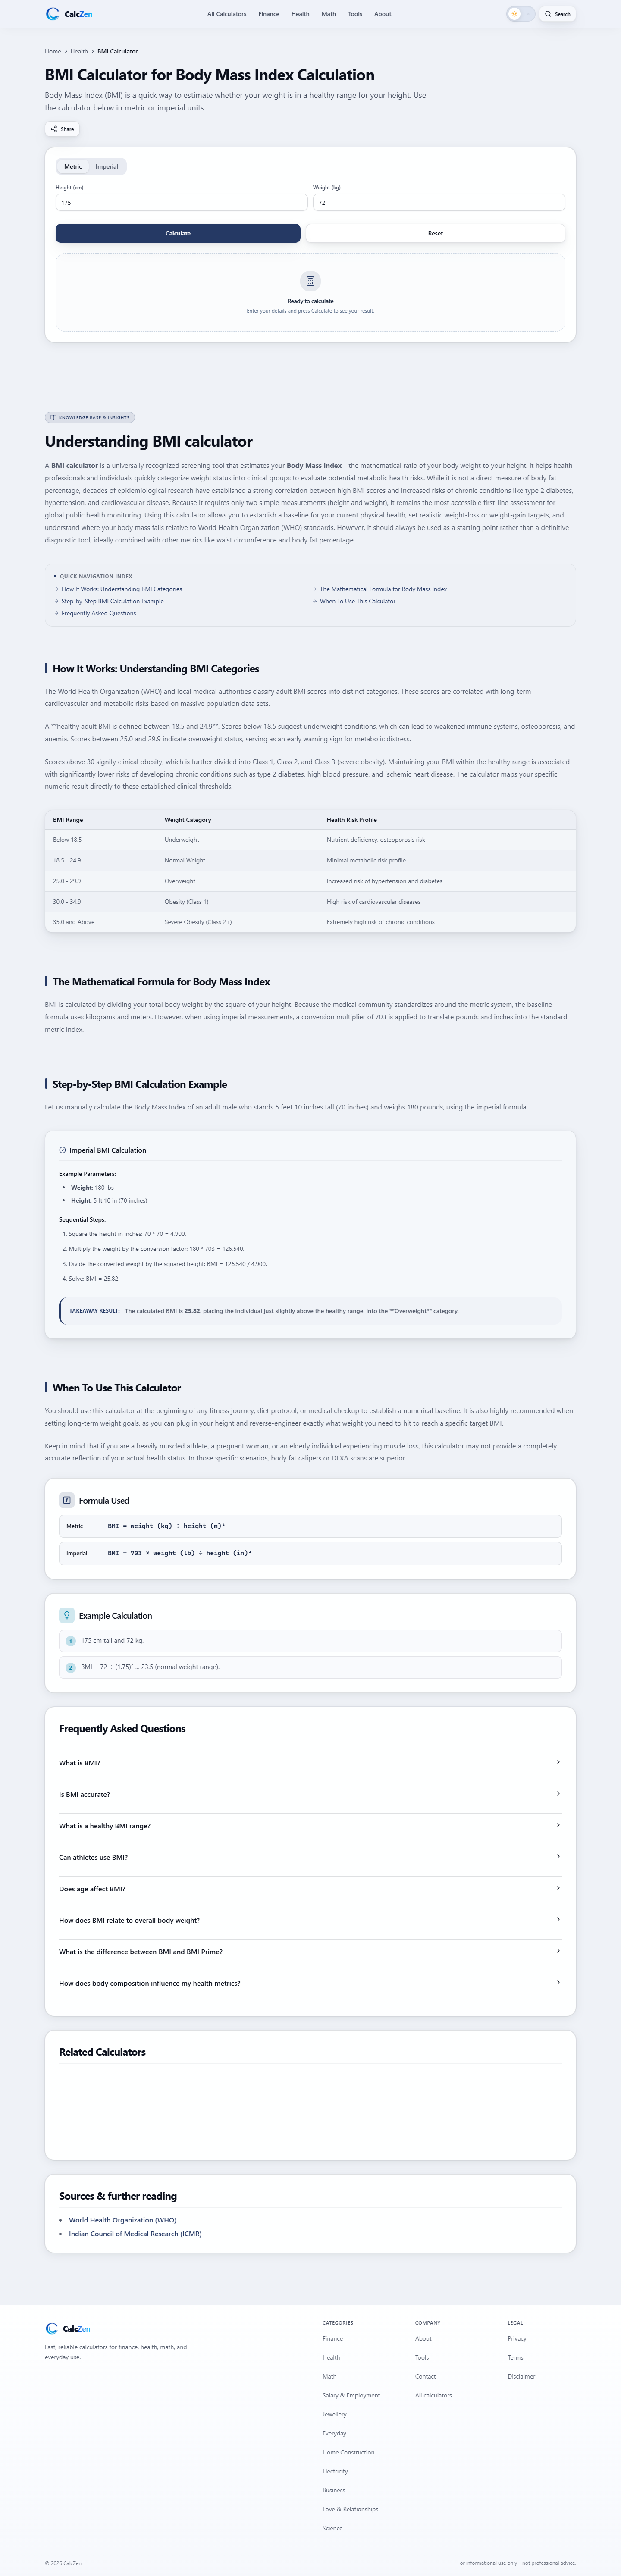 CalcZen
All Calculators Finance Health Math Tools About
Search
Home > Health > BMI Calculator
BMI Calculator for Body Mass Index Calculation
Body Mass Index (BMI) is a quick way to estimate whether your weight is in a healthy range for your height. Use
the calculator below in metric or imperial units.
Share
Metric Imperial
Height (cm) Weight (kg)
175 72
Calculate Reset
Ready to calculate
Enter your details and press Calculate to see your result.
KNOWLEDGE BASE & INSIGHTS
Understanding BMI calculator
A BMI calculator is a universally recognized screening tool that estimates your Body Mass Index—the mathematical ratio of your body weight to your height. It helps health
professionals and individuals quickly categorize weight status into clinical groups to evaluate potential metabolic health risks. While it is not a direct measure of body fat
percentage, decades of epidemiological research have established a strong correlation between high BMI scores and increased risks of chronic conditions like type 2 diabetes,
hypertension, and cardiovascular disease. Because it requires only two simple measurements (height and weight), it remains the most accessible first-line assessment for
global public health monitoring. Using this calculator allows you to establish a baseline for your current physical health, set realistic weight-loss or weight-gain targets, and
understand where your body mass falls relative to World Health Organization (WHO) standards. However, it should always be used as a starting point rather than a definitive
diagnostic tool, ideally combined with other metrics like waist circumference and body fat percentage.
QUICK NAVIGATION INDEX
→ How It Works: Understanding BMI Categories → The Mathematical Formula for Body Mass Index
→ Step-by-Step BMI Calculation Example → When To Use This Calculator
→ Frequently Asked Questions
How It Works: Understanding BMI Categories
The World Health Organization (WHO) and local medical authorities classify adult BMI scores into distinct categories. These scores are correlated with long-term
cardiovascular and metabolic risks based on massive population data sets.
A **healthy adult BMI is defined between 18.5 and 24.9**. Scores below 18.5 suggest underweight conditions, which can lead to weakened immune systems, osteoporosis, and
anemia. Scores between 25.0 and 29.9 indicate overweight status, serving as an early warning sign for metabolic distress.
Scores above 30 signify clinical obesity, which is further divided into Class 1, Class 2, and Class 3 (severe obesity). Maintaining your BMI within the healthy range is associated
with significantly lower risks of developing chronic conditions such as type 2 diabetes, high blood pressure, and ischemic heart disease. The calculator maps your specific
numeric result directly to these established clinical thresholds.
BMI Range Weight Category Health Risk Profile
Below 18.5 Underweight Nutrient deficiency, osteoporosis risk
18.5 - 24.9 Normal Weight Minimal metabolic risk profile
25.0 - 29.9 Overweight Increased risk of hypertension and diabetes
30.0 - 34.9 Obesity (Class 1) High risk of cardiovascular diseases
35.0 and Above Severe Obesity (Class 2+) Extremely high risk of chronic conditions
The Mathematical Formula for Body Mass Index
BMI is calculated by dividing your total body weight by the square of your height. Because the medical community standardizes around the metric system, the baseline
formula uses kilograms and meters. However, when using imperial measurements, a conversion multiplier of 703 is applied to translate pounds and inches into the standard
metric index.
Step-by-Step BMI Calculation Example
Let us manually calculate the Body Mass Index of an adult male who stands 5 feet 10 inches tall (70 inches) and weighs 180 pounds, using the imperial formula.
Imperial BMI Calculation
Example Parameters:
• Weight: 180 lbs
• Height: 5 ft 10 in (70 inches)
Sequential Steps:
1. Square the height in inches: 70 * 70 = 4,900.
2. Multiply the weight by the conversion factor: 180 * 703 = 126,540.
3. Divide the converted weight by the squared height: BMI = 126,540 / 4,900.
4. Solve: BMI = 25.82.
TAKEAWAY RESULT: The calculated BMI is 25.82, placing the individual just slightly above the healthy range, into the **Overweight** category.
When To Use This Calculator
You should use this calculator at the beginning of any fitness journey, diet protocol, or medical checkup to establish a numerical baseline. It is also highly recommended when
setting long-term weight goals, as you can plug in your height and reverse-engineer exactly what weight you need to hit to reach a specific target BMI.
Keep in mind that if you are a heavily muscled athlete, a pregnant woman, or an elderly individual experiencing muscle loss, this calculator may not provide a completely
accurate reflection of your actual health status. In those specific scenarios, body fat calipers or DEXA scans are superior.
Formula Used
Metric BMI = weight (kg) ÷ height (m)²
Imperial BMI = 703 × weight (lb) ÷ height (in)²
Example Calculation
1 175 cm tall and 72 kg.
2 BMI = 72 ÷ (1.75)² ≈ 23.5 (normal weight range).
Frequently Asked Questions
What is BMI?
Is BMI accurate?
What is a healthy BMI range?
Can athletes use BMI?
Does age affect BMI?
How does BMI relate to overall body weight?
What is the difference between BMI and BMI Prime?
How does body composition influence my health metrics?
Related Calculators
Sources & further reading
• World Health Organization (WHO)
• Indian Council of Medical Research (ICMR)
CalcZen
Fast, reliable calculators for finance, health, math, and
everyday use.
CATEGORIES
Finance
Health
Math
Salary & Employment
Jewellery
Everyday
Home Construction
Electricity
Business
Love & Relationships
Science
COMPANY
About
Tools
Contact
All calculators
LEGAL
Privacy
Terms
Disclaimer
© 2026 CalcZen
For informational use only—not professional advice.